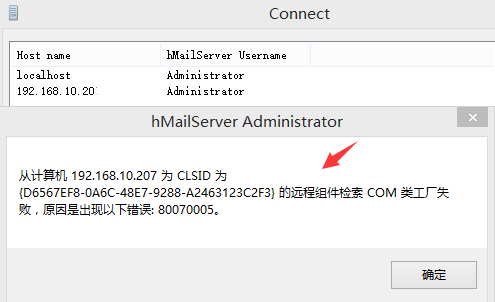 Connect
Host name hMailServer Username
localhost Administrator
192.168.10.20 Administrator
hMailServer Administrator
从计算机 192.168.10.207 为 CLSID 为
{D6567EF8-0A6C-48E7-9288-A2463123C2F3} 的远程组件检索 COM 类工厂失
败，原因是出现以下错误: 80070005。
确定